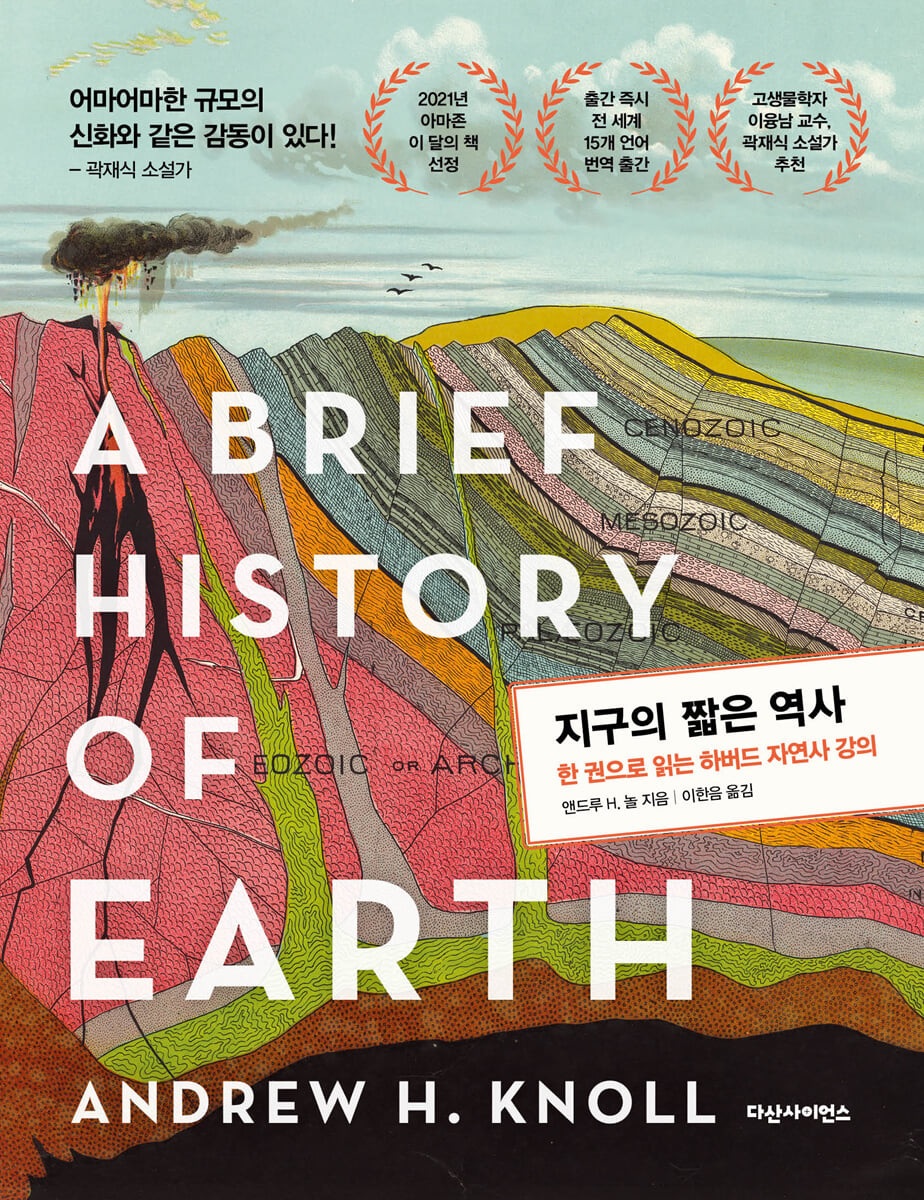 어마어마한 규모의
신화와 같은 감동이 있다!
– 곽재식 소설가
2021년
아마존
이 달의 책
선정
출간 즉시
전 세계
15개 언어
번역 출간
고생물학자
이융남 교수,
곽재식 소설가
추천
A BRIEF
CENOZOIC
MESOZOIC
HISTORY
OF
EOZOIC OR ARCH
지구의 짧은 역사
한 권으로 읽는 하버드 자연사 강의
앤드루 H. 놀 지음 | 이한음 옮김
EARTH
ANDREW H. KNOLL
다산사이언스